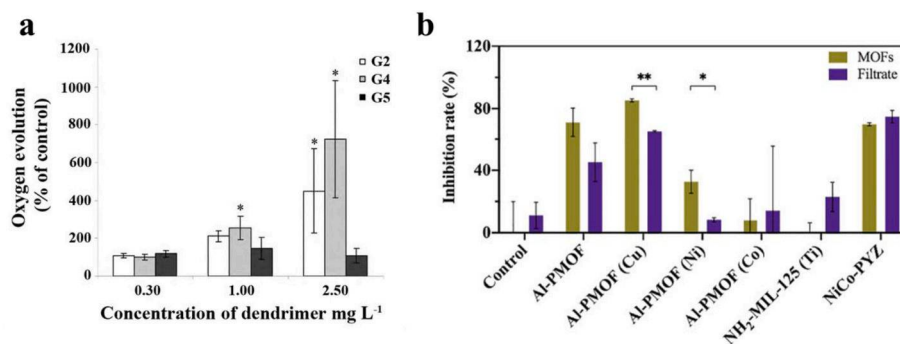 a
Oxygen evolution
(% of control)
1200
1000
800
600
400
200
0
G2
G4
G5
*
*
*
0.30
1.00
2.50
Concentration of dendrimer mg L-1
b
Inhibition rate (%)
120
80
40
0
MOFs
Filtrate
**
*
Control
Al-PMOF
Al-PMOF (Cu)
Al-PMOF (Ni)
Al-PMOF (Co)
NH2-MIL-125 (Ti)
NiCo-PYZ